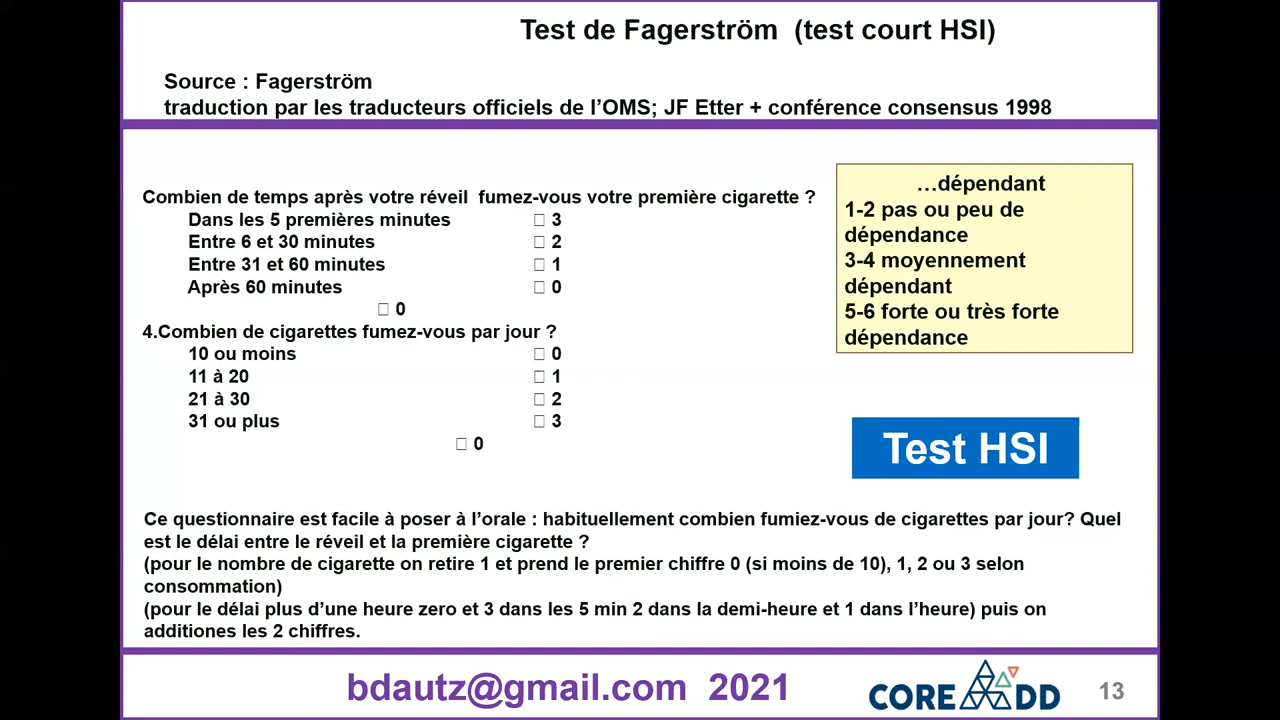 Test de Fagerström (test court HSI)
Source : Fagerström
traduction par les traducteurs officiels de l’OMS; JF Etter + conférence consensus 1998
Combien de temps après votre réveil fumez-vous votre première cigarette ?
Dans les 5 premières minutes □ 3
Entre 6 et 30 minutes □ 2
Entre 31 et 60 minutes □ 1
Après 60 minutes □ 0
□ 0
4.Combien de cigarettes fumez-vous par jour ?
10 ou moins □ 0
11 à 20 □ 1
21 à 30 □ 2
31 ou plus □ 3
□ 0
…dépendant
1-2 pas ou peu de
dépendance
3-4 moyennement
dépendant
5-6 forte ou très forte
dépendance
Test HSI
Ce questionnaire est facile à poser à l’orale : habituellement combien fumiez-vous de cigarettes par jour? Quel
est le délai entre le réveil et la première cigarette ?
(pour le nombre de cigarette on retire 1 et prend le premier chiffre 0 (si moins de 10), 1, 2 ou 3 selon
consommation)
(pour le délai plus d’une heure zero et 3 dans les 5 min 2 dans la demi-heure et 1 dans l’heure) puis on
additiones les 2 chiffres.
bdautz@gmail.com 2021
COREADD
13